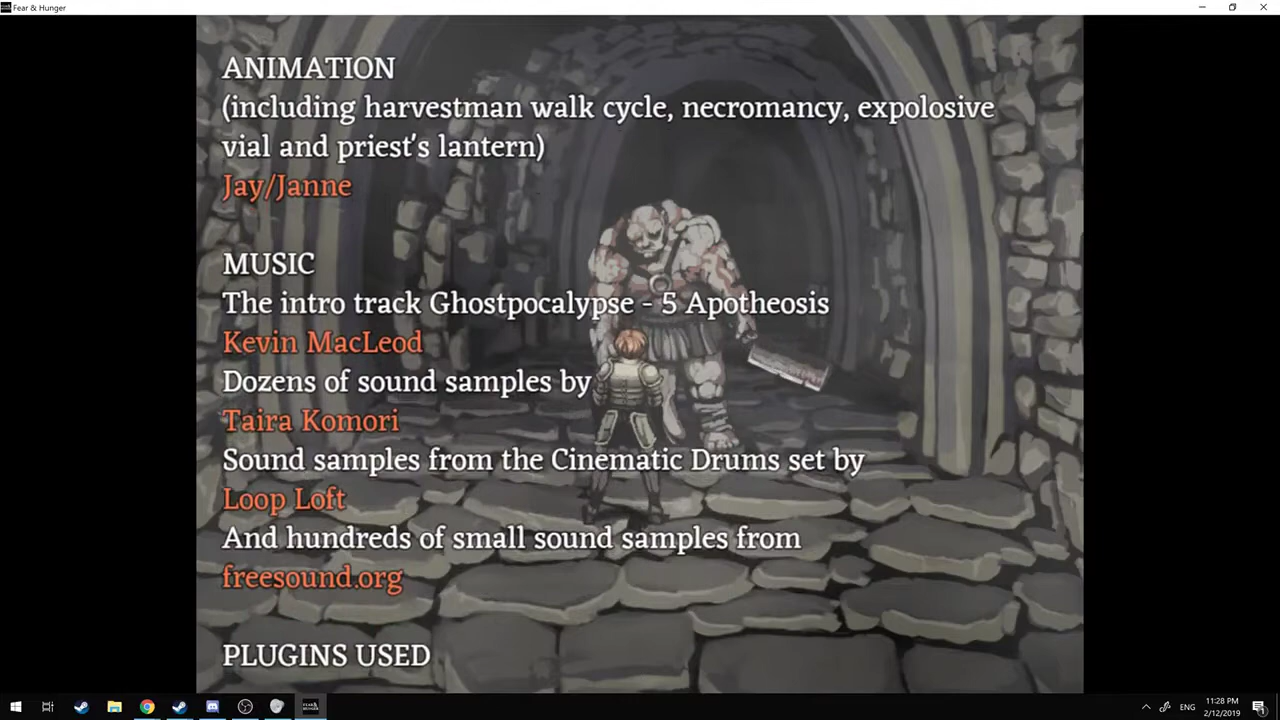 Fear & Hunger
ANIMATION
(including harvestman walk cycle, necromancy, expolosive
vial and priest's lantern)
Jay/Janne
MUSIC
The intro track Ghostpocalypse - 5 Apotheosis
Kevin MacLeod
Dozens of sound samples by
Taira Komori
Sound samples from the Cinematic Drums set by
Loop Loft
And hundreds of small sound samples from
freesound.org
PLUGINS USED
FEAR & HUNGER
ENG
11:28 PM
2/12/2019
1